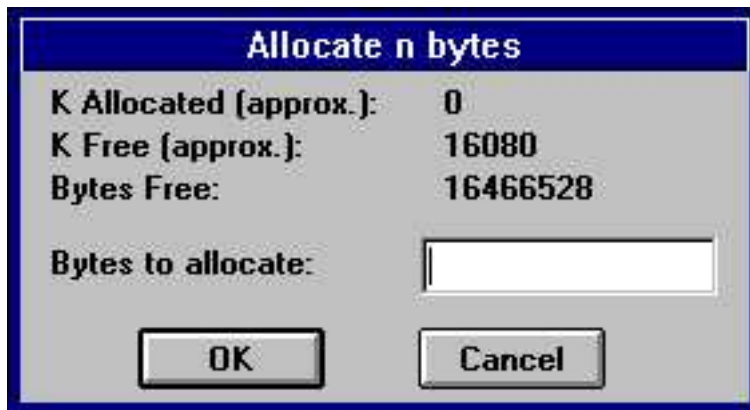 Allocate n bytes
K Allocated (approx.): 0
K Free (approx.): 16080
Bytes Free: 16466528
Bytes to allocate:
OK Cancel